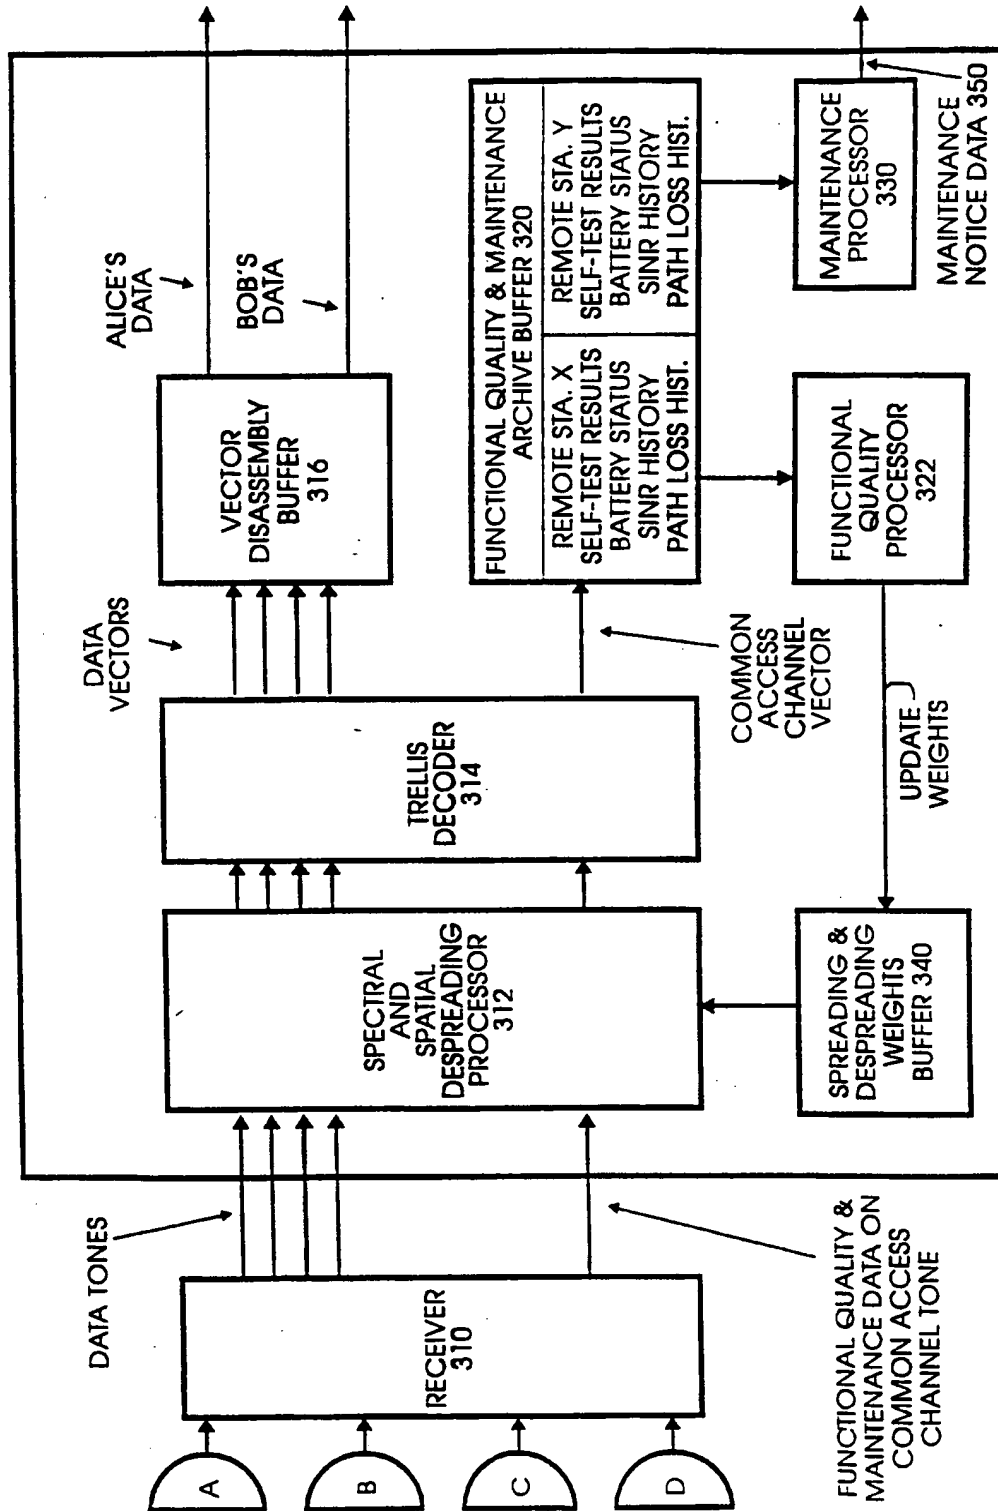 A
B
C
D
RECEIVER
310
DATA TONES
FUNCTIONAL QUALITY &
MAINTENANCE DATA ON
COMMON ACCESS
CHANNEL TONE
SPECTRAL
AND
SPATIAL
DESPREADING
PROCESSOR
312
SPREADING &
DESPREADING
WEIGHTS
BUFFER 340
TRELLIS
DECODER
314
DATA
VECTORS
COMMON
ACCESS
CHANNEL
VECTOR
UPDATE
WEIGHTS
VECTOR
DISASSEMBLY
BUFFER
316
ALICE'S
DATA
BOB'S
DATA
FUNCTIONAL QUALITY & MAINTENANCE
ARCHIVE BUFFER 320
REMOTE STA. X
SELF-TEST RESULTS
BATTERY STATUS
SINR HISTORY
PATH LOSS HIST.
REMOTE STA. Y
SELF-TEST RESULTS
BATTERY STATUS
SINR HISTORY
PATH LOSS HIST.
FUNCTIONAL
QUALITY
PROCESSOR
322
MAINTENANCE
PROCESSOR
330
MAINTENANCE
NOTICE DATA 350